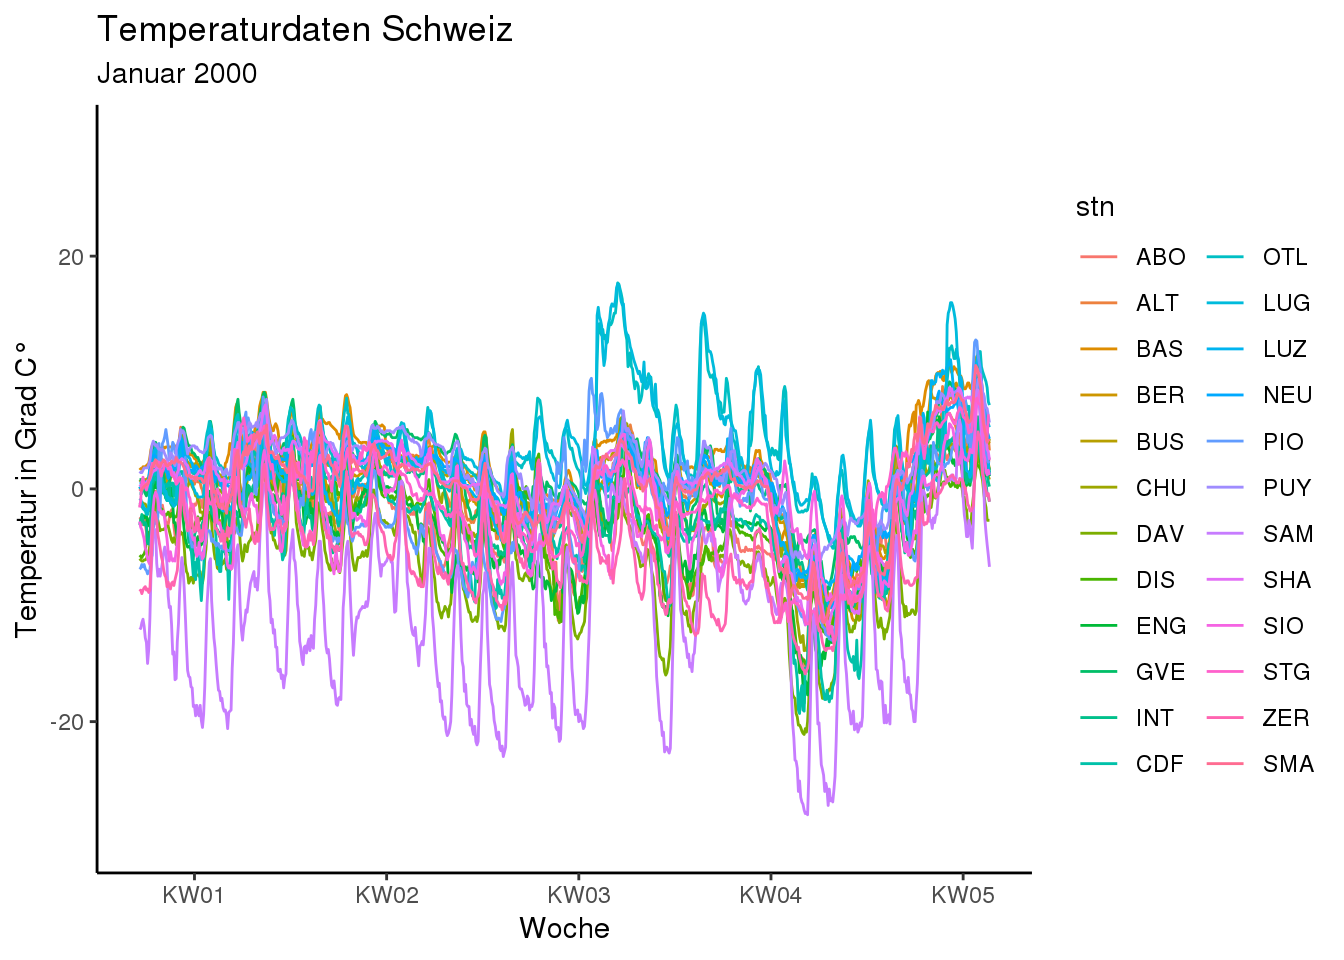 Temperaturdaten Schweiz
Januar 2000
Temperatur in Grad C°
20
0
-20
KW01 KW02 KW03 KW04 KW05
Woche
stn
ABO OTL
ALT LUG
BAS LUZ
BER NEU
BUS PIO
CHU PUY
DAV SAM
DIS SHA
ENG SIO
GVE STG
INT ZER
CDF SMA